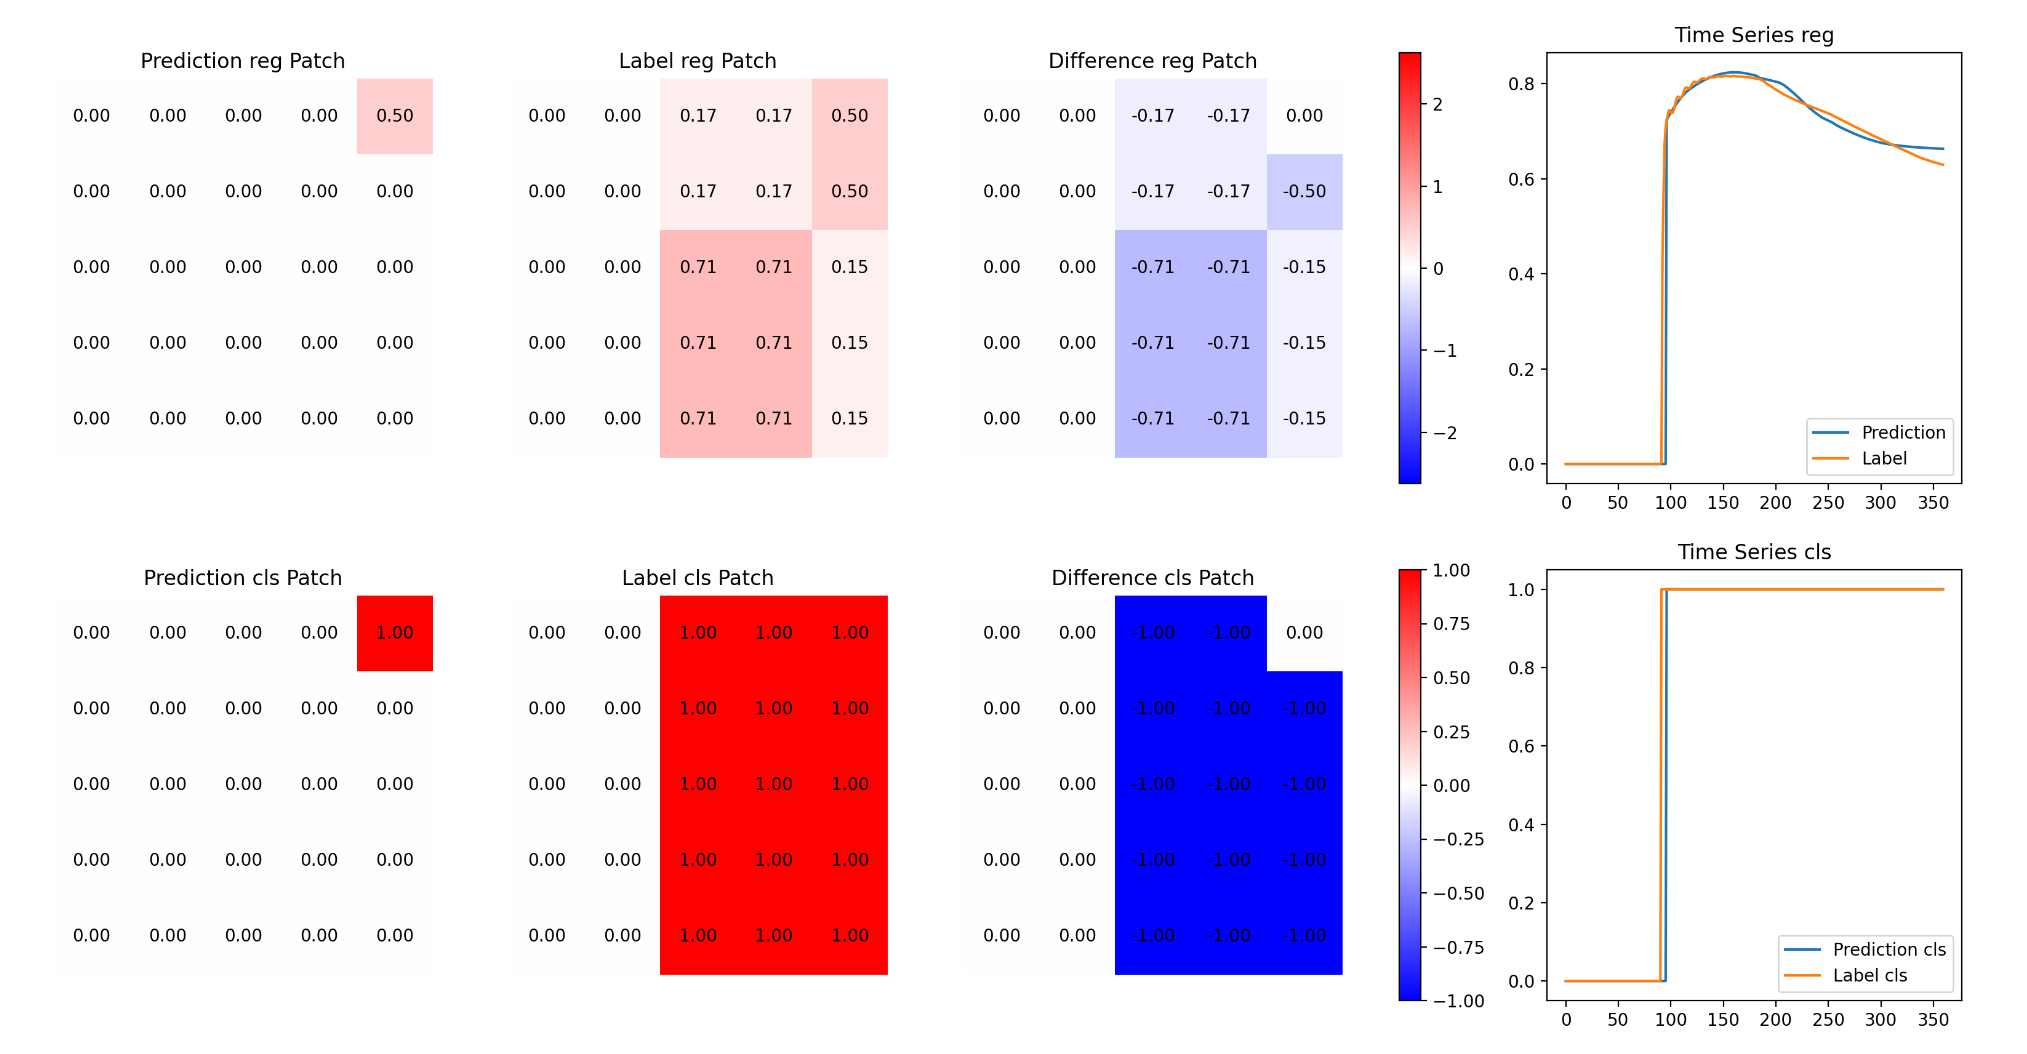 Prediction reg Patch
0.00 0.00 0.00 0.00 0.50
0.00 0.00 0.00 0.00 0.00
0.00 0.00 0.00 0.00 0.00
0.00 0.00 0.00 0.00 0.00
0.00 0.00 0.00 0.00 0.00
Label reg Patch
0.00 0.00 0.17 0.17 0.50
0.00 0.00 0.17 0.17 0.50
0.00 0.00 0.71 0.71 0.15
0.00 0.00 0.71 0.71 0.15
0.00 0.00 0.71 0.71 0.15
Difference reg Patch
0.00 0.00 -0.17 -0.17 0.00
0.00 0.00 -0.17 -0.17 -0.50
0.00 0.00 -0.71 -0.71 -0.15
0.00 0.00 -0.71 -0.71 -0.15
0.00 0.00 -0.71 -0.71 -0.15
2
1
0
−1
−2
Time Series reg
0.8
0.6
0.4
0.2
0.0
0 50 100 150 200 250 300 350
Prediction
Label
Prediction cls Patch
0.00 0.00 0.00 0.00 1.00
0.00 0.00 0.00 0.00 0.00
0.00 0.00 0.00 0.00 0.00
0.00 0.00 0.00 0.00 0.00
0.00 0.00 0.00 0.00 0.00
Label cls Patch
0.00 0.00 1.00 1.00 1.00
0.00 0.00 1.00 1.00 1.00
0.00 0.00 1.00 1.00 1.00
0.00 0.00 1.00 1.00 1.00
0.00 0.00 1.00 1.00 1.00
Difference cls Patch
0.00 0.00 -1.00 -1.00 0.00
0.00 0.00 -1.00 -1.00 -1.00
0.00 0.00 -1.00 -1.00 -1.00
0.00 0.00 -1.00 -1.00 -1.00
0.00 0.00 -1.00 -1.00 -1.00
1.00
0.75
0.50
0.25
0.00
−0.25
−0.50
−0.75
−1.00
Time Series cls
1.0
0.8
0.6
0.4
0.2
0.0
0 50 100 150 200 250 300 350
Prediction cls
Label cls